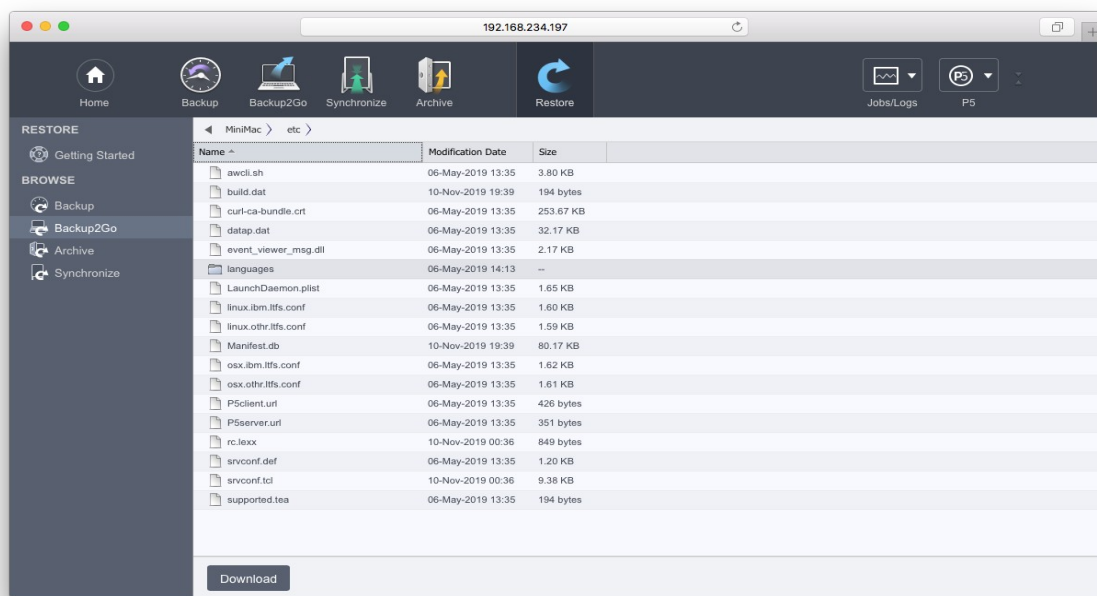 192.168.234.197
Home
Backup
Backup2Go
Synchronize
Archive
Restore
Jobs/Logs
P5
P5
RESTORE
Getting Started
BROWSE
Backup
Backup2Go
Archive
Synchronize
MiniMac etc
Name Modification Date Size
awcli.sh 06-May-2019 13:35 3.80 KB
build.dat 10-Nov-2019 19:39 194 bytes
curl-ca-bundle.crt 06-May-2019 13:35 253.67 KB
datap.dat 06-May-2019 13:35 32.17 KB
event_viewer_msg.dll 06-May-2019 13:35 2.17 KB
languages 06-May-2019 14:13 --
LaunchDaemon.plist 06-May-2019 13:35 1.65 KB
linux.ibm.ltfs.conf 06-May-2019 13:35 1.60 KB
linux.othr.ltfs.conf 06-May-2019 13:35 1.59 KB
Manifest.db 10-Nov-2019 19:39 80.17 KB
osx.ibm.ltfs.conf 06-May-2019 13:35 1.62 KB
osx.othr.ltfs.conf 06-May-2019 13:35 1.61 KB
P5client.url 06-May-2019 13:35 426 bytes
P5server.url 06-May-2019 13:35 351 bytes
rc.lexx 10-Nov-2019 00:36 849 bytes
srvconf.def 06-May-2019 13:35 1.20 KB
srvconf.tcl 10-Nov-2019 00:36 9.38 KB
supported.tea 06-May-2019 13:35 194 bytes
Download